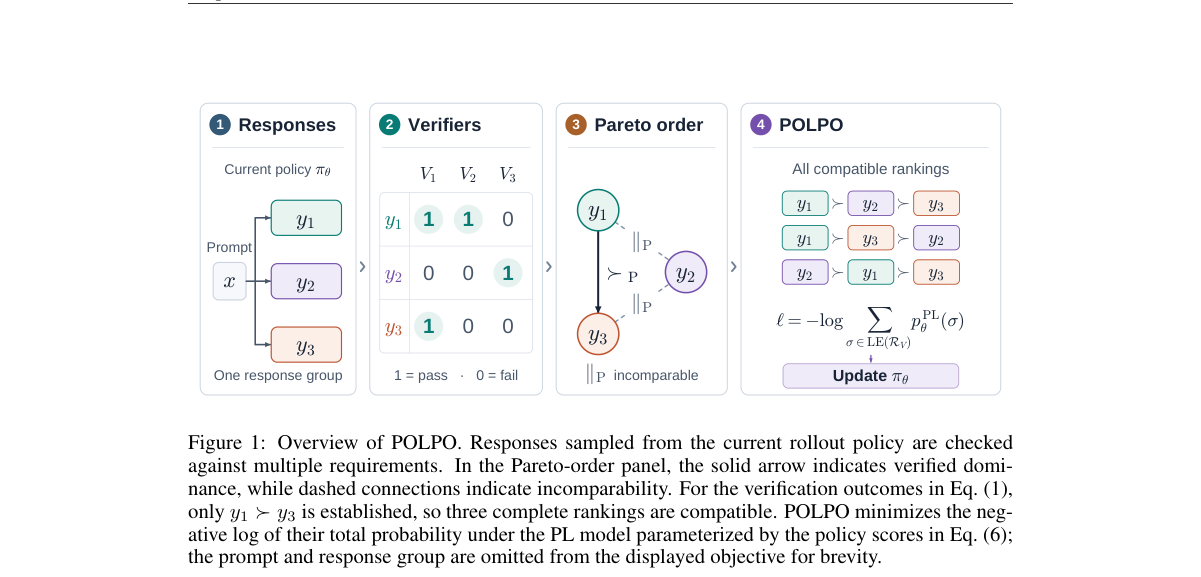 1 Responses
Current policy πθ
Prompt
x
y1
y2
y3
One response group
2 Verifiers
V1 V2 V3
y1 1 1 0
y2 0 0 1
y3 1 0 0
1 = pass · 0 = fail
3 Pareto order
y1
∥P
≻ P
y2
∥P
y3
∥P incomparable
4 POLPO
All compatible rankings
y1 ≻ y2 ≻ y3
y1 ≻ y3 ≻ y2
y2 ≻ y1 ≻ y3
ℓ = −log ∑ σ ∈ LE(R_V) pθ^PL(σ)
Update πθ
Figure 1: Overview of POLPO. Responses sampled from the current rollout policy are checked
against multiple requirements. In the Pareto-order panel, the solid arrow indicates verified domi-
nance, while dashed connections indicate incomparability. For the verification outcomes in Eq. (1),
only y1 ≻ y3 is established, so three complete rankings are compatible. POLPO minimizes the neg-
ative log of their total probability under the PL model parameterized by the policy scores in Eq. (6);
the prompt and response group are omitted from the displayed objective for brevity.